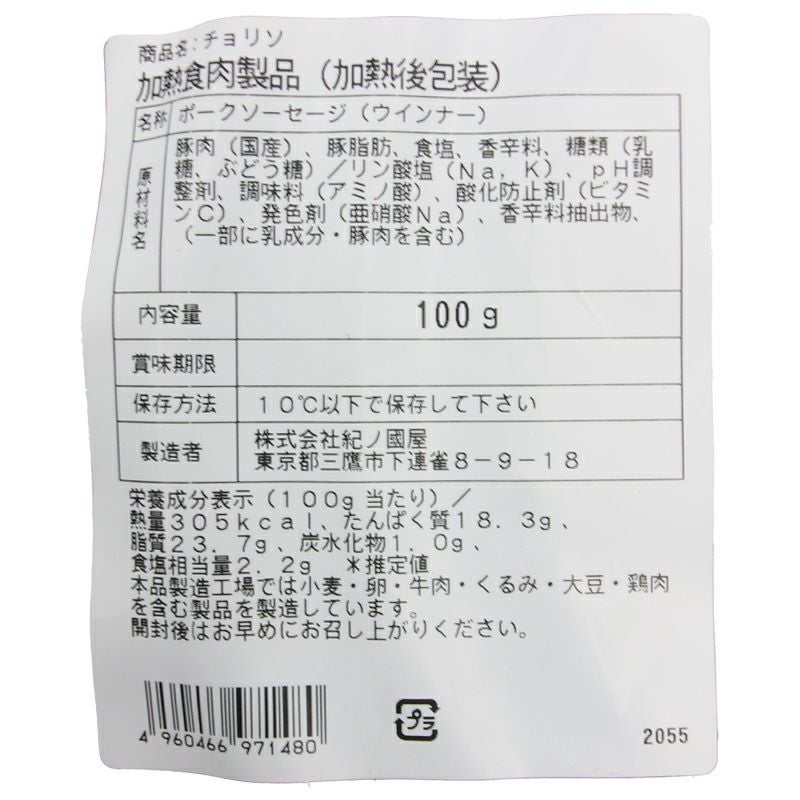 商品名:チョリソ
加熱食肉製品（加熱後包装）
名称 ポークソーセージ（ウインナー）
原材料名
豚肉（国産）、豚脂肪、食塩、香辛料、糖類（乳
糖、ぶどう糖）／リン酸塩（Na，K）、pH調
整剤、調味料（アミノ酸）、酸化防止剤（ビタミ
ンC）、発色剤（亜硝酸Na）、香辛料抽出物、
（一部に乳成分・豚肉を含む）
内容量 100g
賞味期限
保存方法 10℃以下で保存して下さい
製造者 株式会社紀ノ國屋
東京都三鷹市下連雀8－9－18
栄養成分表示（100g当たり）／
熱量305kcal、たんぱく質18.3g、
脂質23.7g、炭水化物1.0g、
食塩相当量2.2g ＊推定値
本品製造工場では小麦・卵・牛肉・くるみ・大豆・鶏肉
を含む製品を製造しています。
開封後はお早めにお召し上がりください。
4 960466 971480
プラ
2055